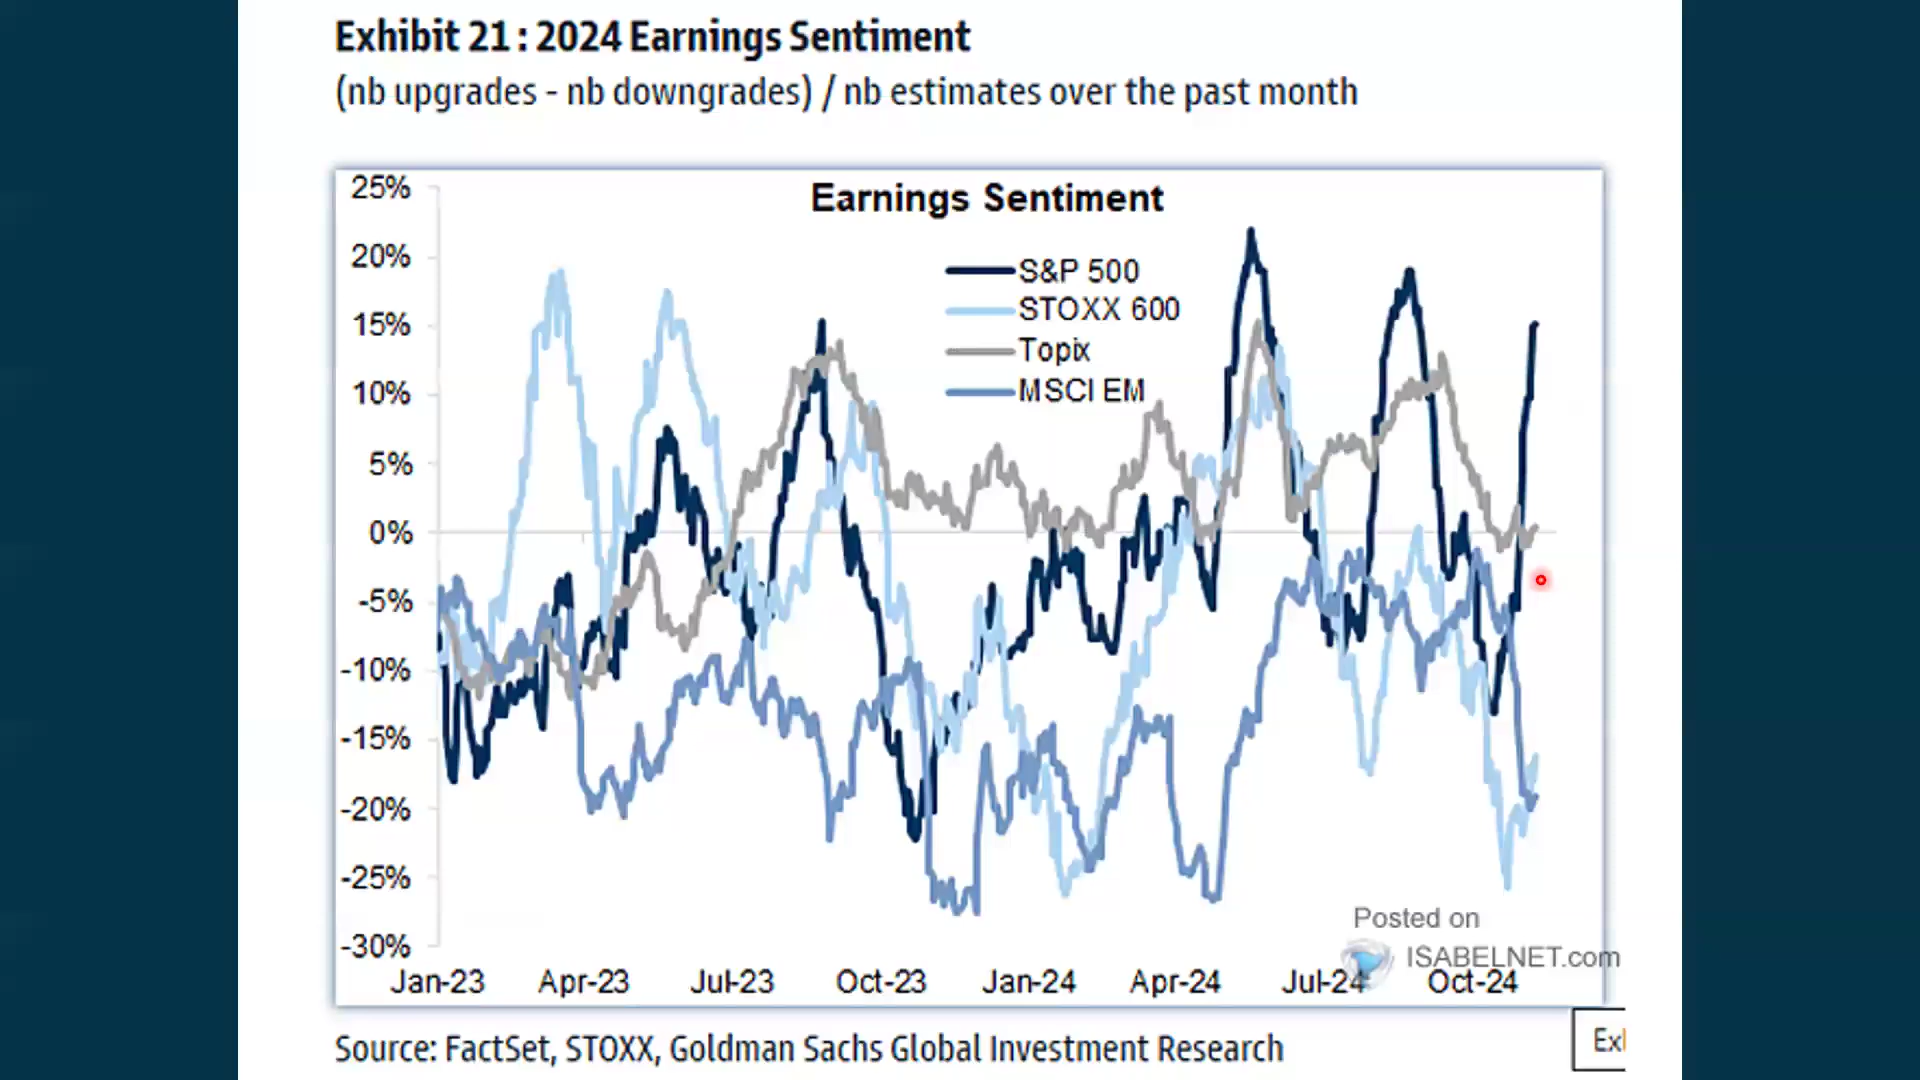 Exhibit 21 : 2024 Earnings Sentiment
(nb upgrades - nb downgrades) / nb estimates over the past month
Earnings Sentiment
25%
20%
15%
10%
5%
0%
-5%
-10%
-15%
-20%
-25%
-30%
S&P 500
STOXX 600
Topix
MSCI EM
Posted on
ISABELNET.com
Jan-23 Apr-23 Jul-23 Oct-23 Jan-24 Apr-24 Jul-24 Oct-24
Source: FactSet, STOXX, Goldman Sachs Global Investment Research